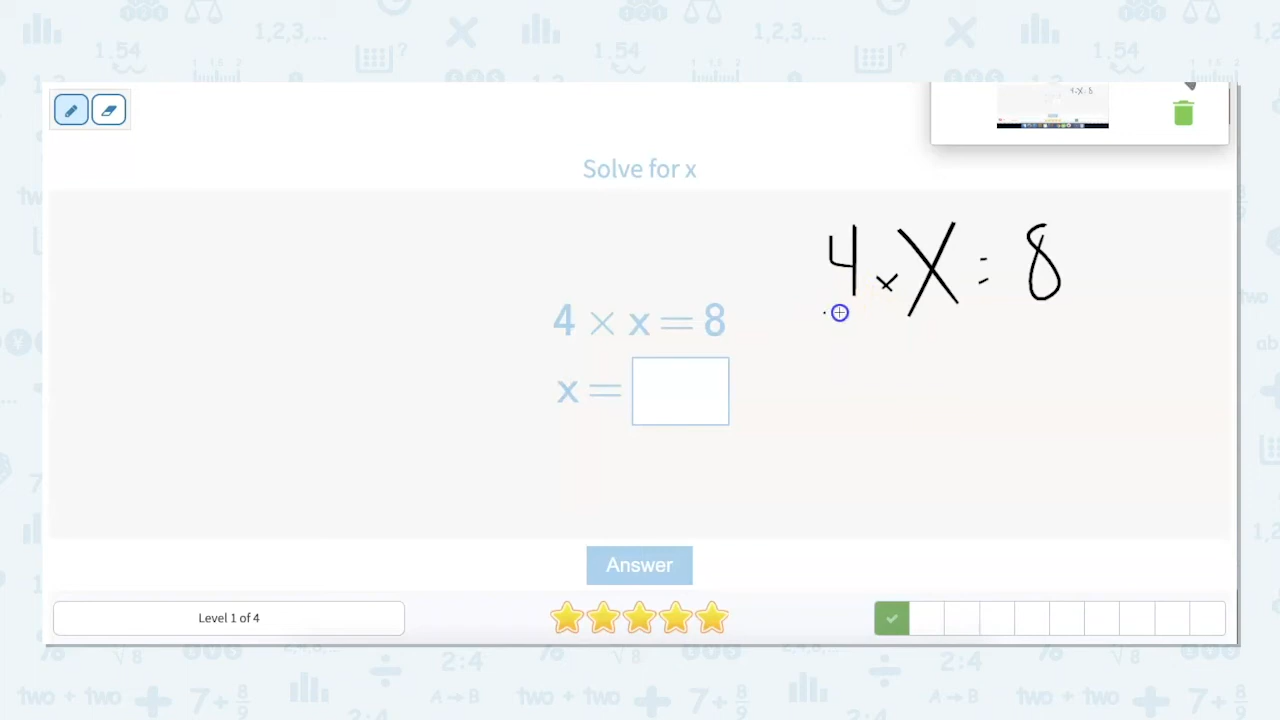 Solve for x
4 × X = 8
4 × x = 8
x =
Answer
Level 1 of 4